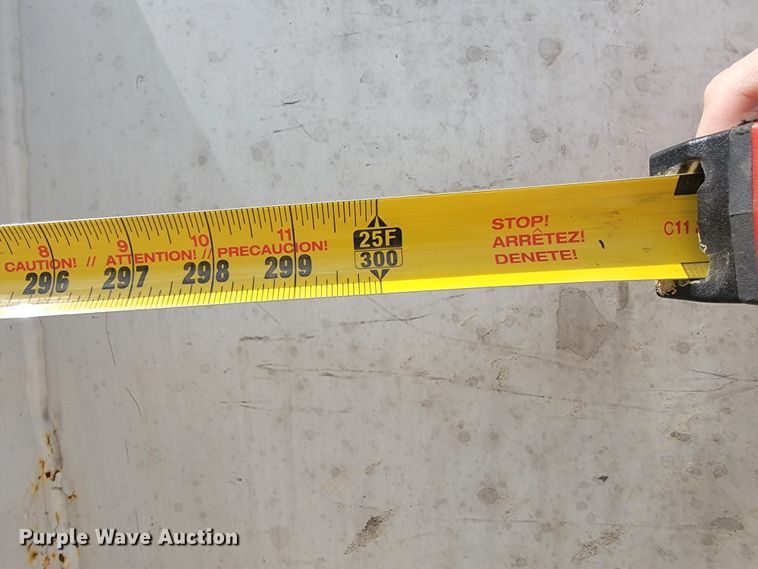 8 9 10 11
CAUTION! // ATTENTION! // PRECAUCION!
296 297 298 299
25F
300
STOP!
ARRÊTEZ!
DENETE!
C11
Purple Wave Auction